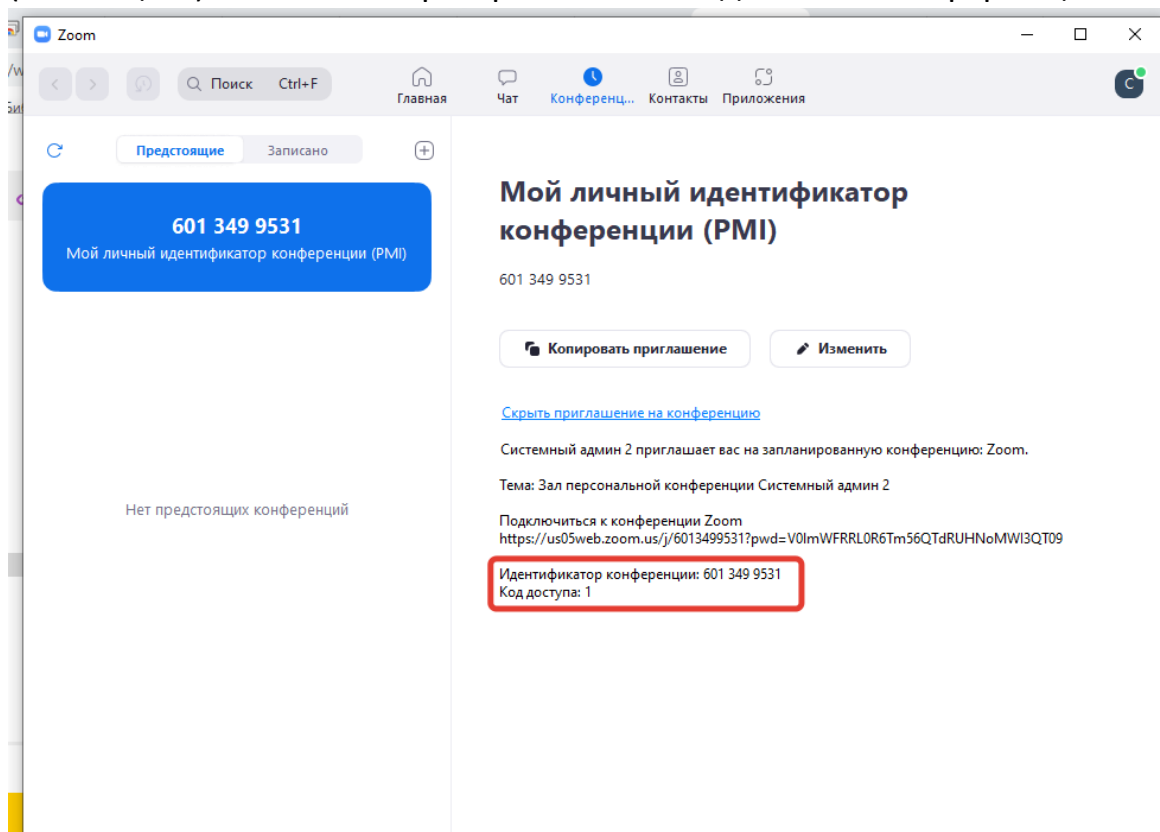 Zoom
Поиск Ctrl+F
Главная
Чат
Конференц...
Контакты
Приложения
C
Предстоящие
Записано
601 349 9531
Мой личный идентификатор конференции (PMI)
Нет предстоящих конференций
Мой личный идентификатор
конференции (PMI)
601 349 9531
Копировать приглашение
Изменить
Скрыть приглашение на конференцию
Системный админ 2 приглашает вас на запланированную конференцию: Zoom.
Тема: Зал персональной конференции Системный админ 2
Подключиться к конференции Zoom
https://us05web.zoom.us/j/6013499531?pwd=V0lmWFRRL0R6Tm56QTdRUHNoMWI3QT09
Идентификатор конференции: 601 349 9531
Код доступа: 1